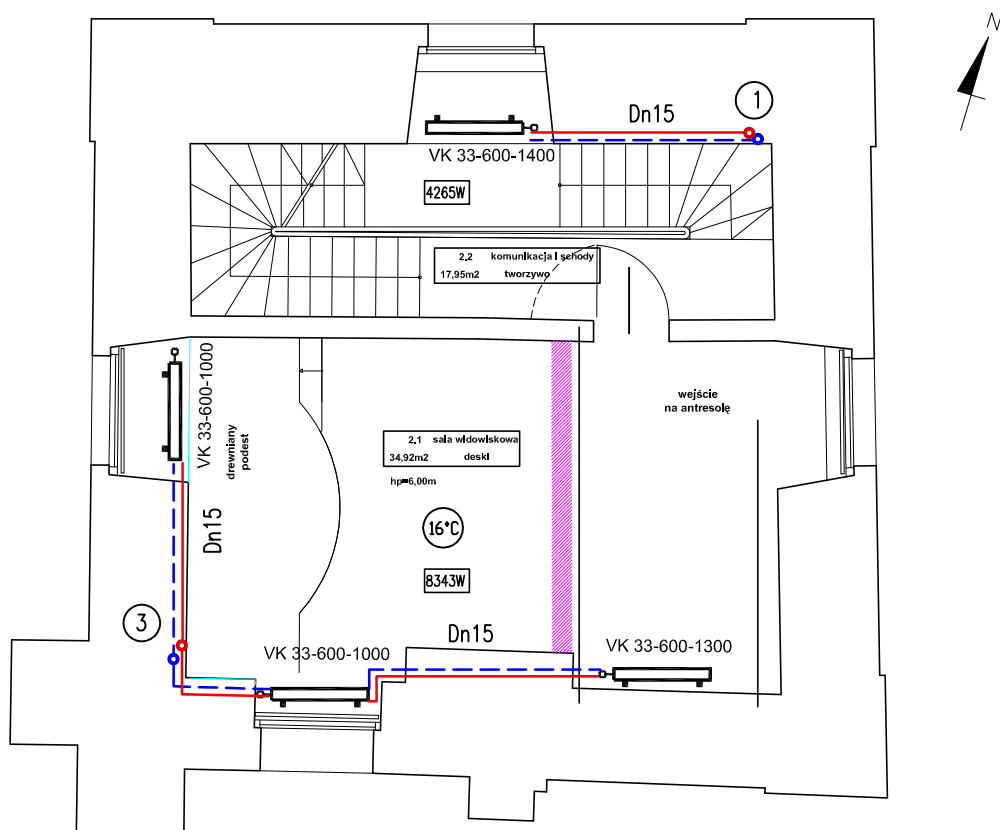 N
1
Dn15
VK 33-600-1400
4265W
2.2 komunikacja i schody
17,95m2 tworzywo
VK 33-600-1000
drewniany
podest
wejście
na antresolę
2.1 sala widowiskowa
34,92m2 deski
hp=6,00m
16°C
Dn15
8343W
3
Dn15
VK 33-600-1000
VK 33-600-1300